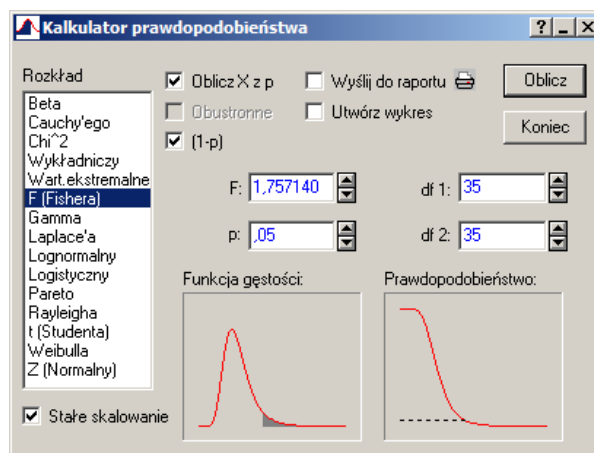 Kalkulator prawdopodobieństwa
Rozkład
Beta
Cauchy'ego
Chi^2
Wykładniczy
Wart.ekstremalne
F (Fishera)
Gamma
Laplace'a
Lognormalny
Logistyczny
Pareto
Rayleigha
t (Studenta)
Weibulla
Z (Normalny)
Stałe skalowanie
Oblicz X z p
Wyślij do raportu
Obustronne
Utwórz wykres
(1-p)
Oblicz
Koniec
F: 1,757140
df 1: 35
p: ,05
df 2: 35
Funkcja gęstości:
Prawdopodobieństwo: